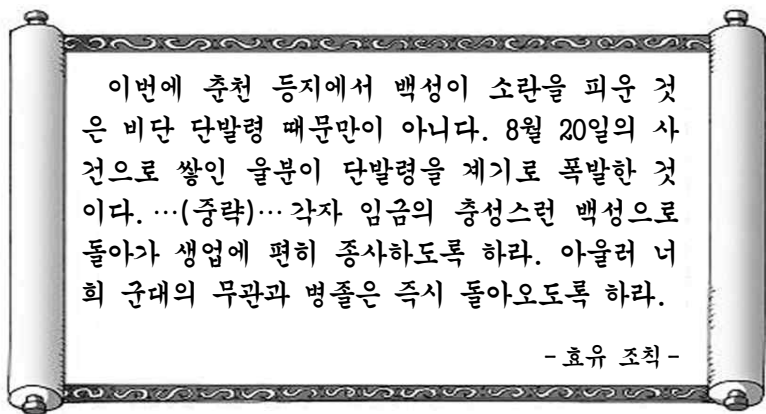 이번에 춘천 등지에서 백성이 소란을 피운 것
은 비단 단발령 때문만이 아니다. 8월 20일의 사
건으로 쌓인 울분이 단발령을 계기로 폭발한 것
이다. …(중략)… 각자 임금의 충성스런 백성으로
돌아가 생업에 편히 종사하도록 하라. 아울러 너
희 군대의 무관과 병졸은 즉시 돌아오도록 하라.
- 효유 조칙 -